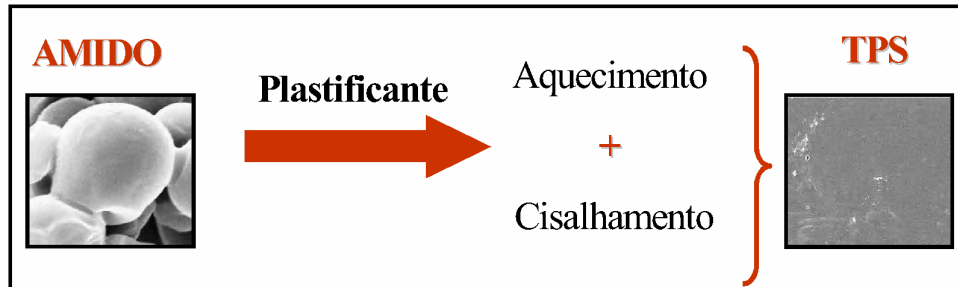 AMIDO
Plastificante
Aquecimento
+
Cisalhamento
TPS